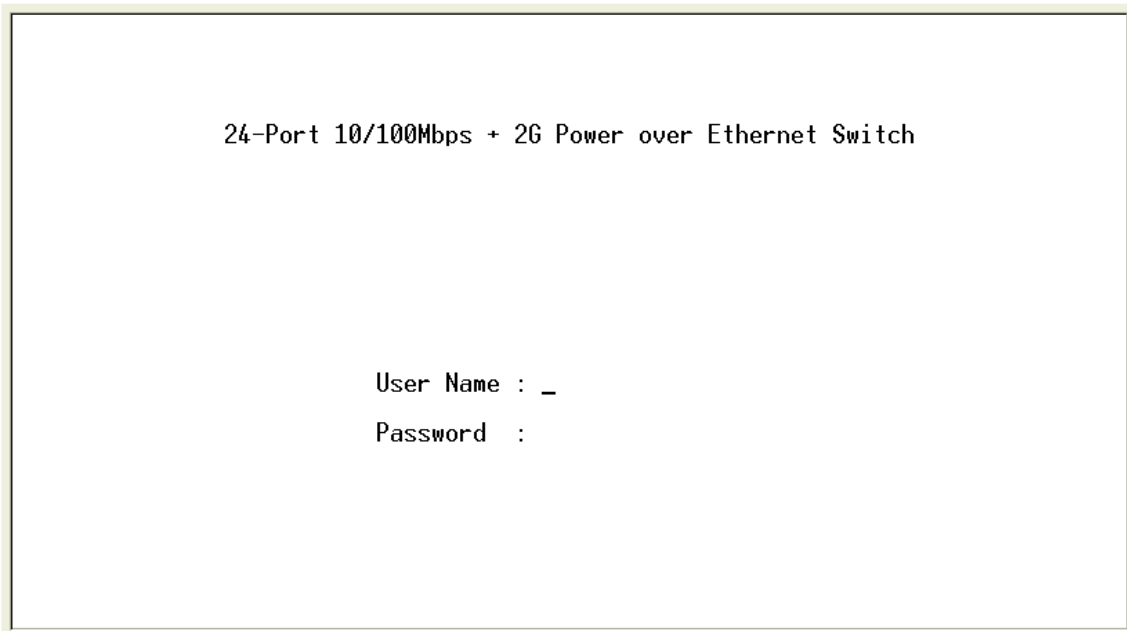 24-Port 10/100Mbps + 2G Power over Ethernet Switch
User Name : _
Password  :